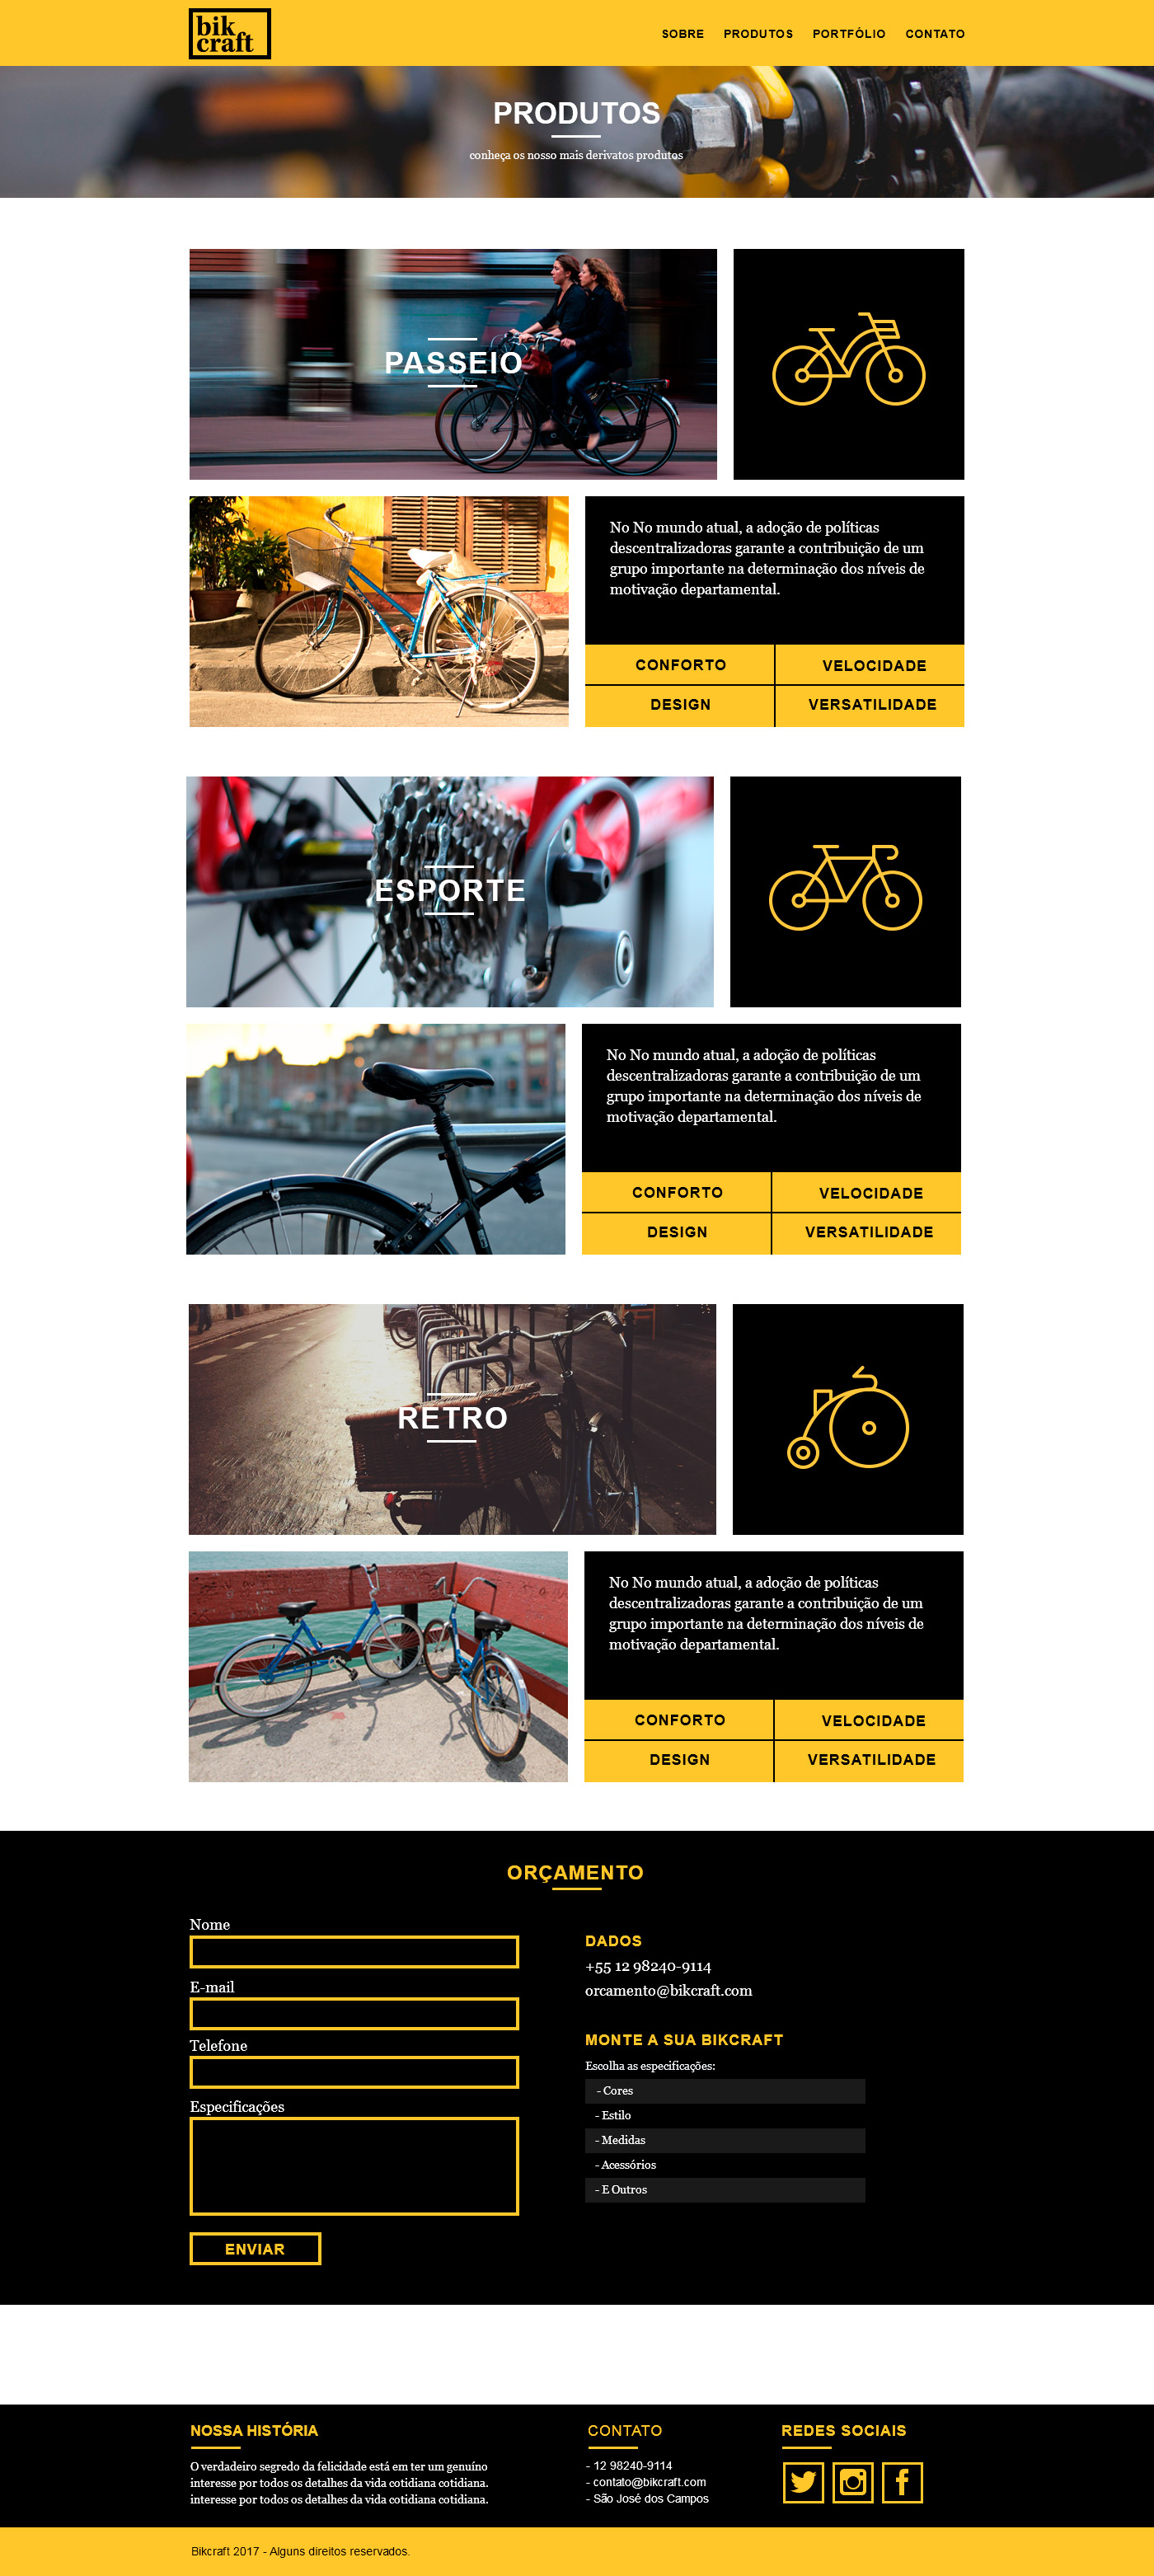 bik
craft
SOBRE PRODUTOS PORTFÓLIO CONTATO
PRODUTOS
conheça os nosso mais derivatos produtos
PASSEIO
No No mundo atual, a adoção de políticas
descentralizadoras garante a contribuição de um
grupo importante na determinação dos níveis de
motivação departamental.
CONFORTO VELOCIDADE
DESIGN VERSATILIDADE
ESPORTE
No No mundo atual, a adoção de políticas
descentralizadoras garante a contribuição de um
grupo importante na determinação dos níveis de
motivação departamental.
CONFORTO VELOCIDADE
DESIGN VERSATILIDADE
RETRO
No No mundo atual, a adoção de políticas
descentralizadoras garante a contribuição de um
grupo importante na determinação dos níveis de
motivação departamental.
CONFORTO VELOCIDADE
DESIGN VERSATILIDADE
ORÇAMENTO
Nome
E-mail
Telefone
Especificações
ENVIAR
DADOS
+55 12 98240-9114
orcamento@bikcraft.com
MONTE A SUA BIKCRAFT
Escolha as especificações:
- Cores
- Estilo
- Medidas
- Acessórios
- E Outros
NOSSA HISTÓRIA
O verdadeiro segredo da felicidade está em ter um genuíno
interesse por todos os detalhes da vida cotidiana cotidiana.
interesse por todos os detalhes da vida cotidiana cotidiana.
CONTATO
- 12 98240-9114
- contato@bikcraft.com
- São José dos Campos
REDES SOCIAIS
Bikcraft 2017 - Alguns direitos reservados.